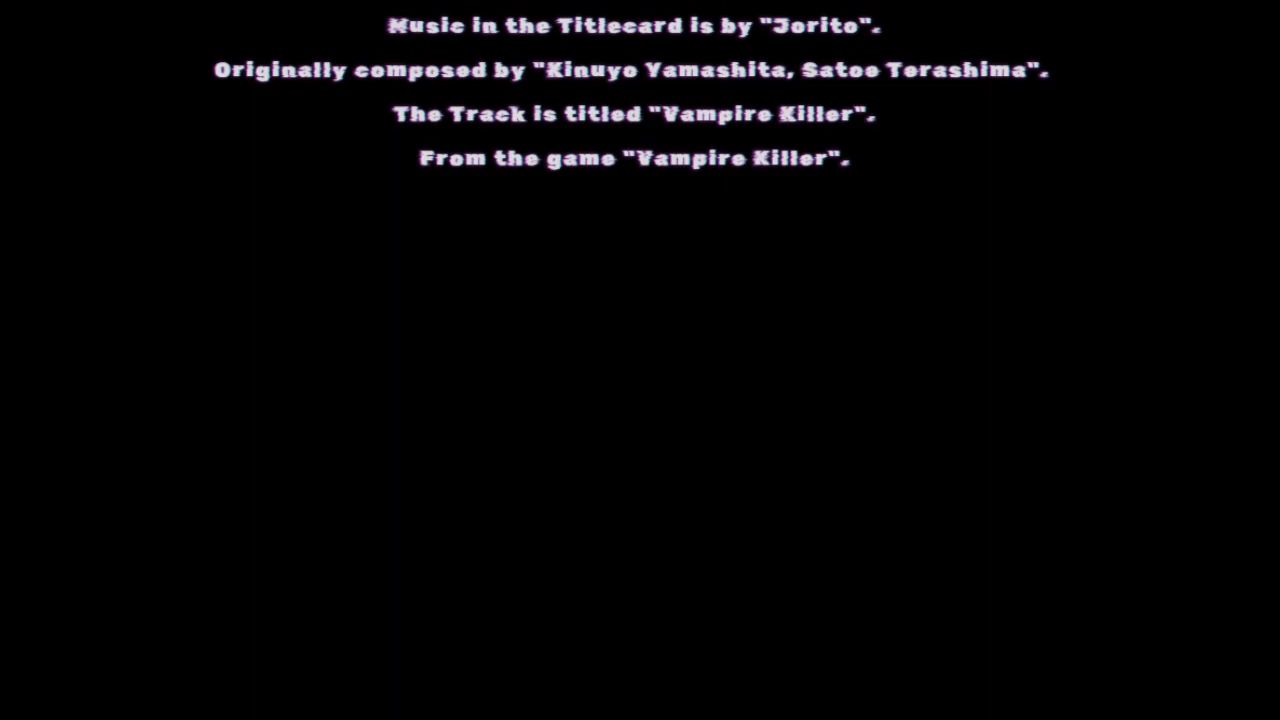 Music in the Titlecard is by "Jorito".
Originally composed by "Kinuyo Yamashita, Satoe Terashima".
The Track is titled "Vampire Killer".
From the game "Vampire Killer".